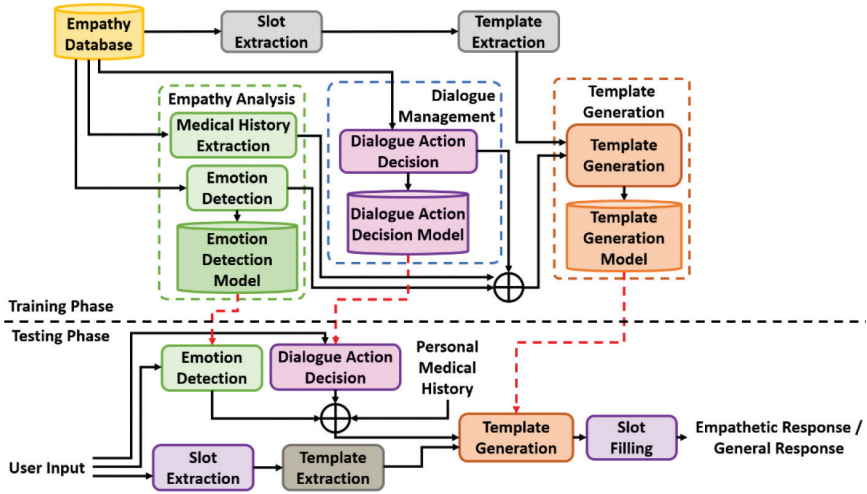 Empathy
Database
Slot
Extraction
Template
Extraction
Empathy Analysis
Medical History
Extraction
Emotion
Detection
Emotion
Detection
Model
Dialogue
Management
Dialogue Action
Decision
Dialogue Action
Decision Model
Template
Generation
Template
Generation
Template
Generation
Model
Training Phase
Testing Phase
Emotion
Detection
Dialogue Action
Decision
Personal
Medical
History
User Input
Slot
Extraction
Template
Extraction
Template
Generation
Slot
Filling
Empathetic Response /
General Response